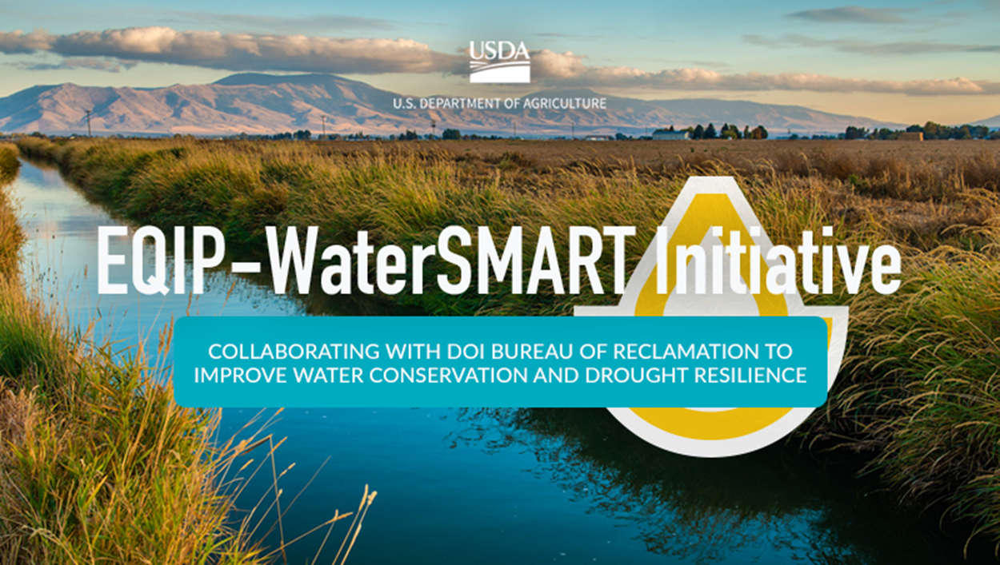 USDA
U.S. DEPARTMENT OF AGRICULTURE
EQIP-WaterSMART Initiative
COLLABORATING WITH DOI BUREAU OF RECLAMATION TO
IMPROVE WATER CONSERVATION AND DROUGHT RESILIENCE